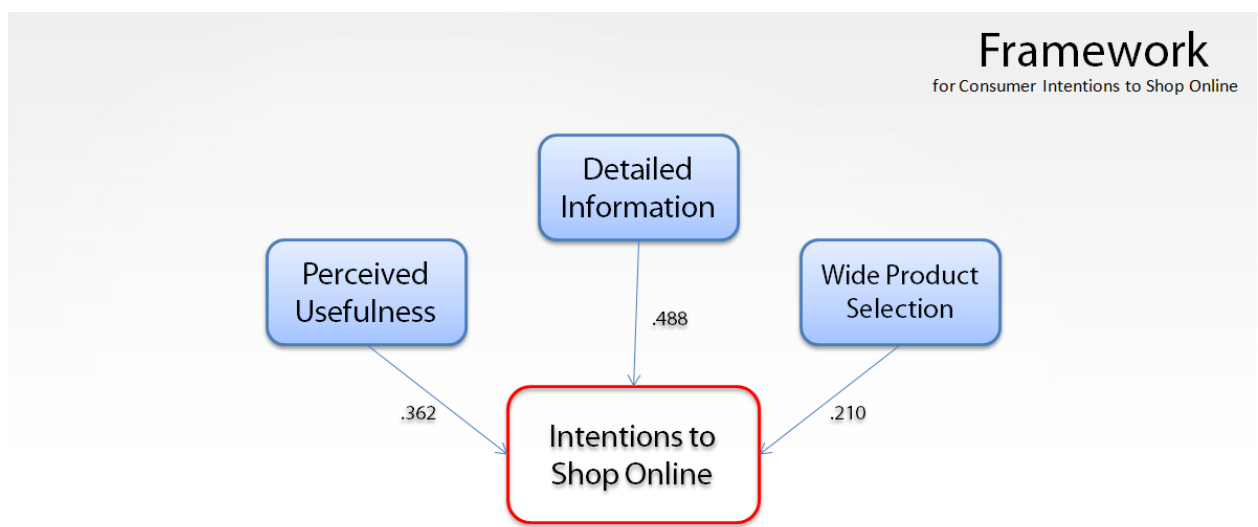 Framework
for Consumer Intentions to Shop Online
Detailed
Information
Perceived
Usefulness
Wide Product
Selection
.488
.362
.210
Intentions to
Shop Online